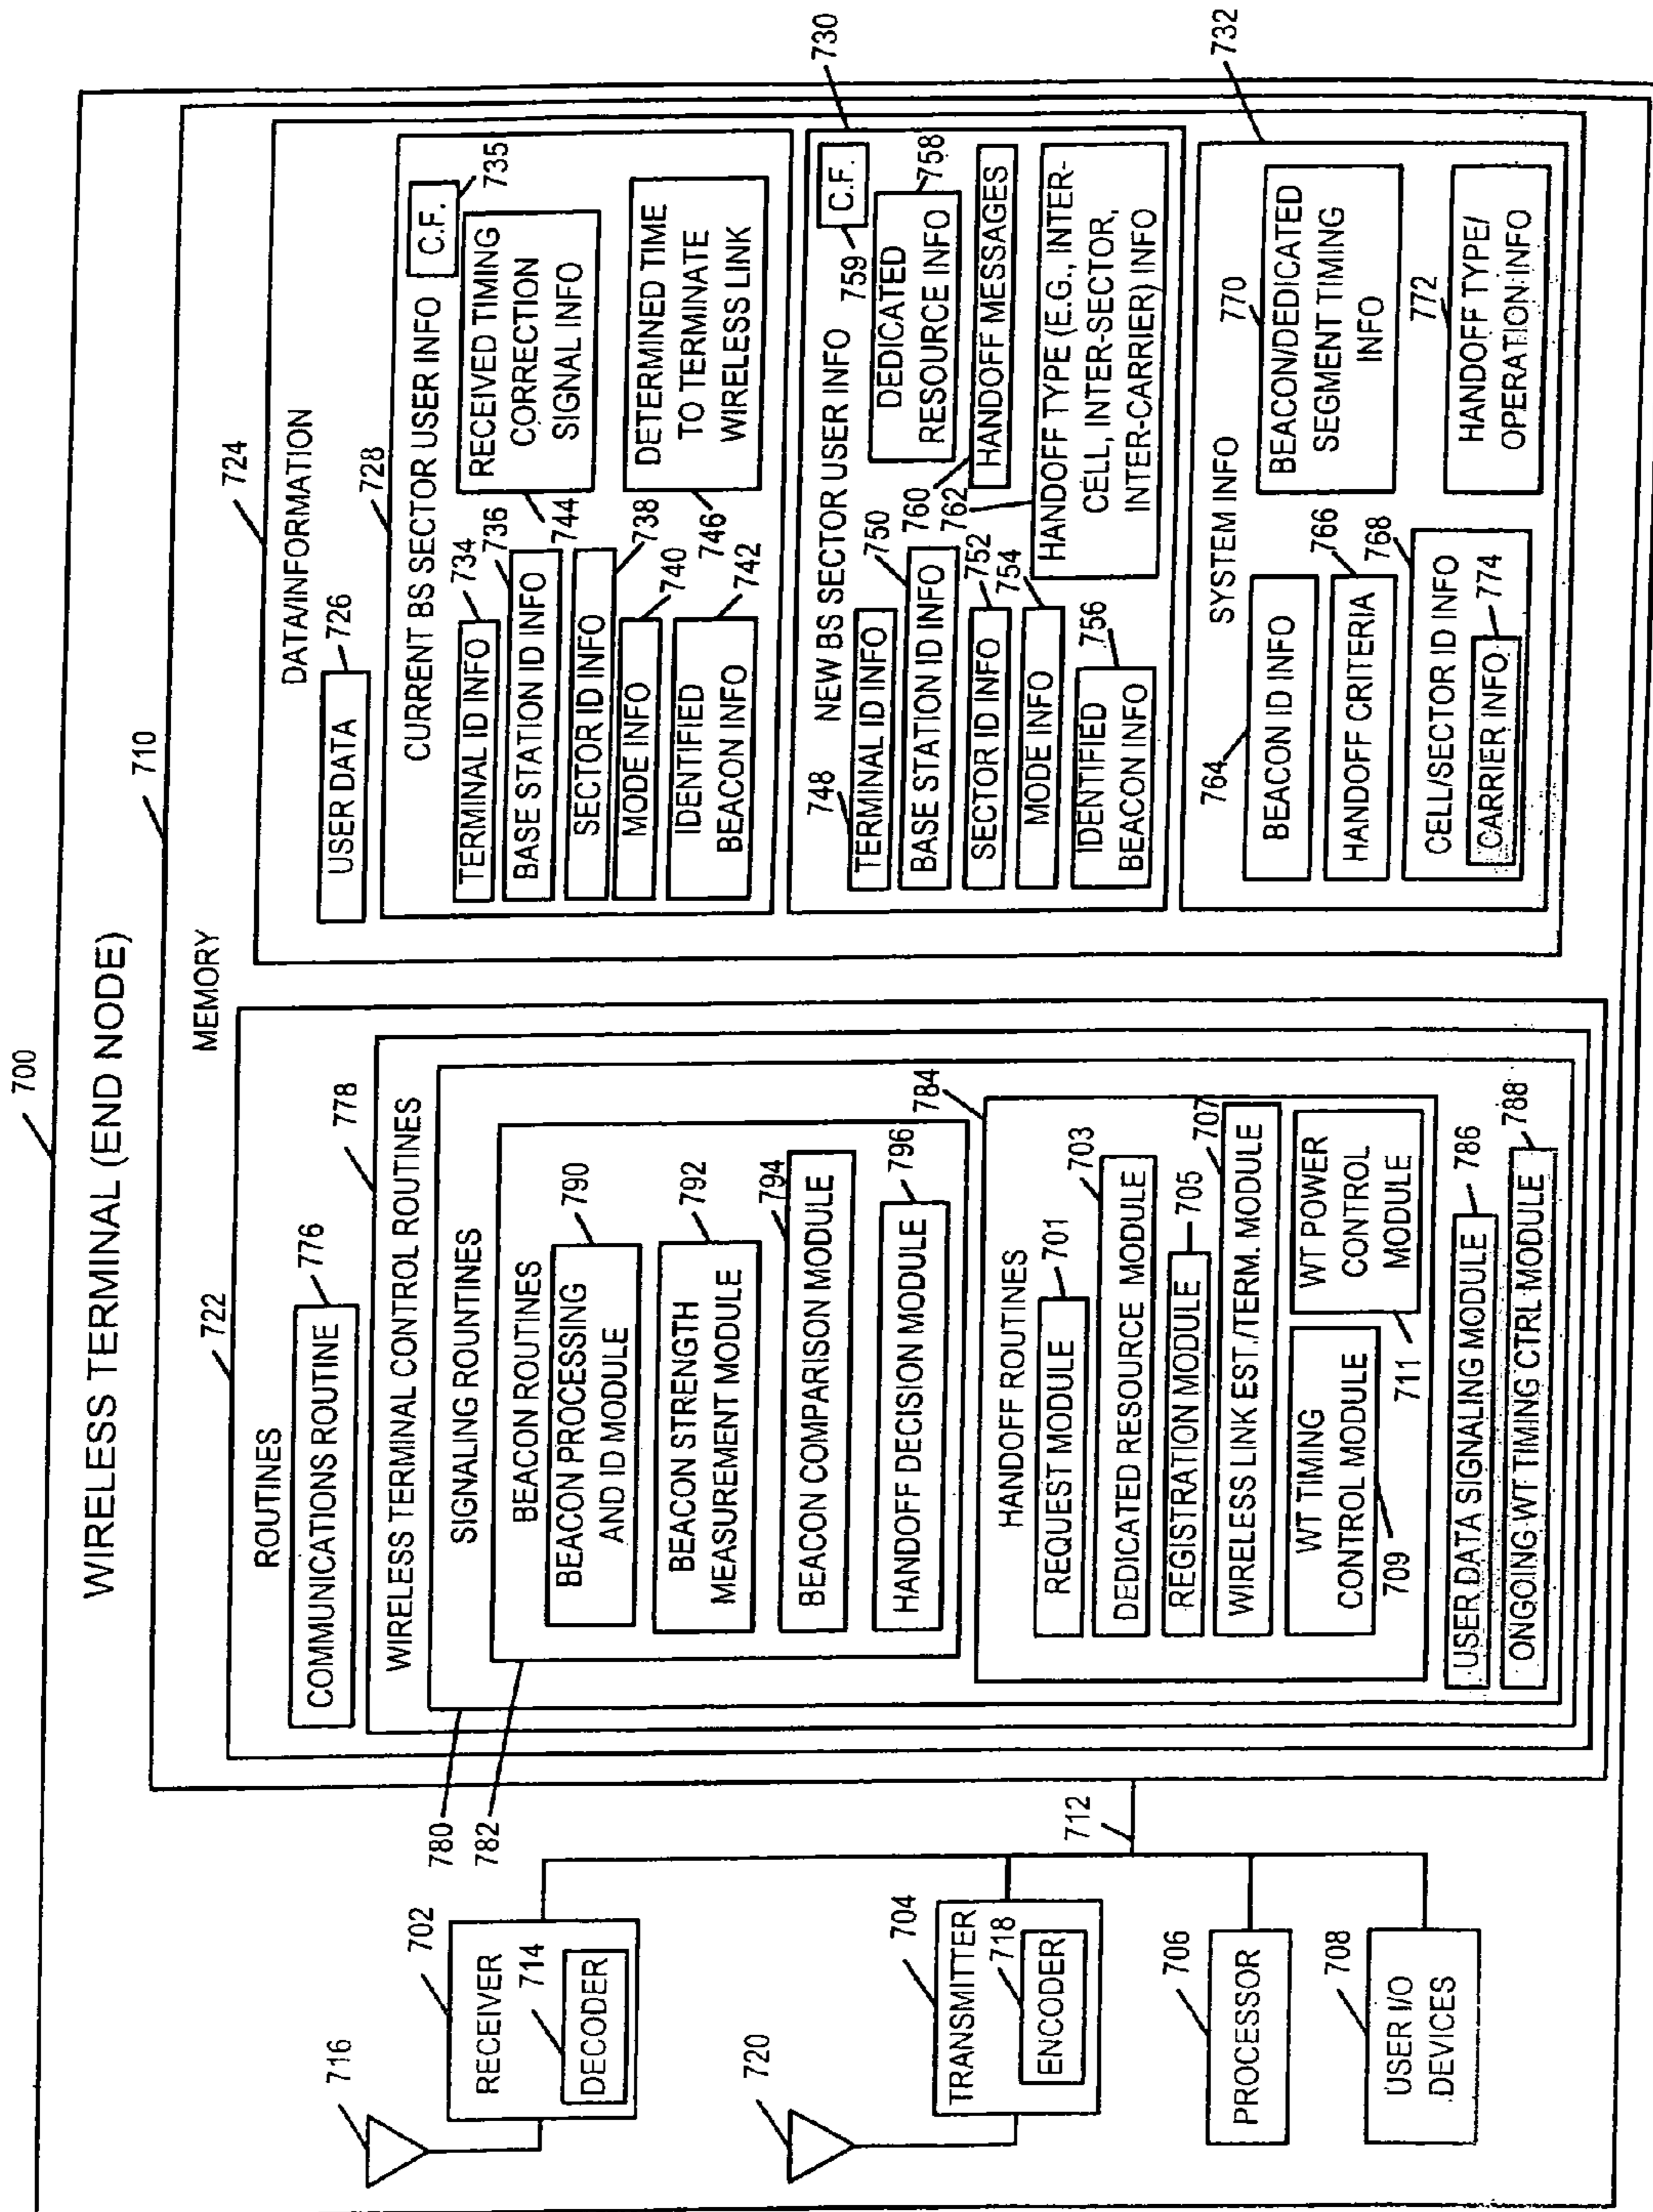 700
WIRELESS TERMINAL (END NODE)
710
MEMORY
716
702
RECEIVER
714
DECODER
720
704
TRANSMITTER
718
ENCODER
706
PROCESSOR
708
USER I/O
DEVICES
712
722
ROUTINES
776
COMMUNICATIONS ROUTINE
778
WIRELESS TERMINAL CONTROL ROUTINES
780
SIGNALING ROUNTINES
782
BEACON ROUTINES
790
BEACON PROCESSING
AND ID MODULE
792
BEACON STRENGTH
MEASUREMENT MODULE
794
BEACON COMPARISON MODULE
796
HANDOFF DECISION MODULE
784
HANDOFF ROUTINES
701
REQUEST MODULE
703
DEDICATED RESOURCE MODULE
705
REGISTRATION MODULE
707
WIRELESS LINK EST./TERM. MODULE
WT TIMING
CONTROL MODULE
709
WT POWER
CONTROL
MODULE
711
786
USER DATA SIGNALING MODULE
788
ONGOING WT TIMING CTRL MODULE
724
DATA/INFORMATION
726
USER DATA
728
CURRENT BS SECTOR USER INFO
C.F.
735
734
TERMINAL ID INFO
736
BASE STATION ID INFO
738
SECTOR ID INFO
740
MODE INFO
742
IDENTIFIED
BEACON INFO
744
RECEIVED TIMING
CORRECTION
SIGNAL INFO
746
DETERMINED TIME
TO TERMINATE
WIRELESS LINK
730
NEW BS SECTOR USER INFO
759
C.F.
748
TERMINAL ID INFO
750
BASE STATION ID INFO
752
SECTOR ID INFO
754
MODE INFO
756
IDENTIFIED
BEACON INFO
758
DEDICATED
RESOURCE INFO
760
HANDOFF MESSAGES
762
HANDOFF TYPE (E.G., INTER-
CELL, INTER-SECTOR,
INTER-CARRIER) INFO
732
SYSTEM INFO
764
BEACON ID INFO
766
HANDOFF CRITERIA
768
CELL/SECTOR ID INFO
774
CARRIER INFO
770
BEACON/DEDICATED
SEGMENT TIMING
INFO
772
HANDOFF TYPE/
OPERATION INFO